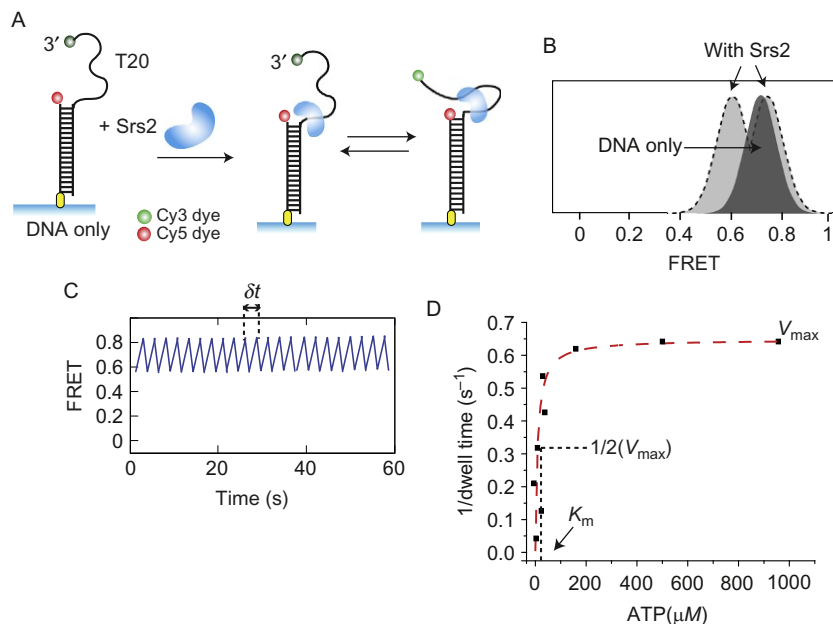 A
3′
T20
+ Srs2
3′
DNA only
Cy3 dye
Cy5 dye
B
With Srs2
DNA only
0 0.2 0.4 0.6 0.8 1
FRET
C
δt
0.8
0.6
0.4
0.2
0
FRET
0 20 40 60
Time (s)
D
0.7
0.6
0.5
0.4
0.3
0.2
0.1
0.0
1/dwell time (s⁻¹)
Vmax
1/2(Vmax)
Km
0 200 400 600 800 1000
ATP(μM)